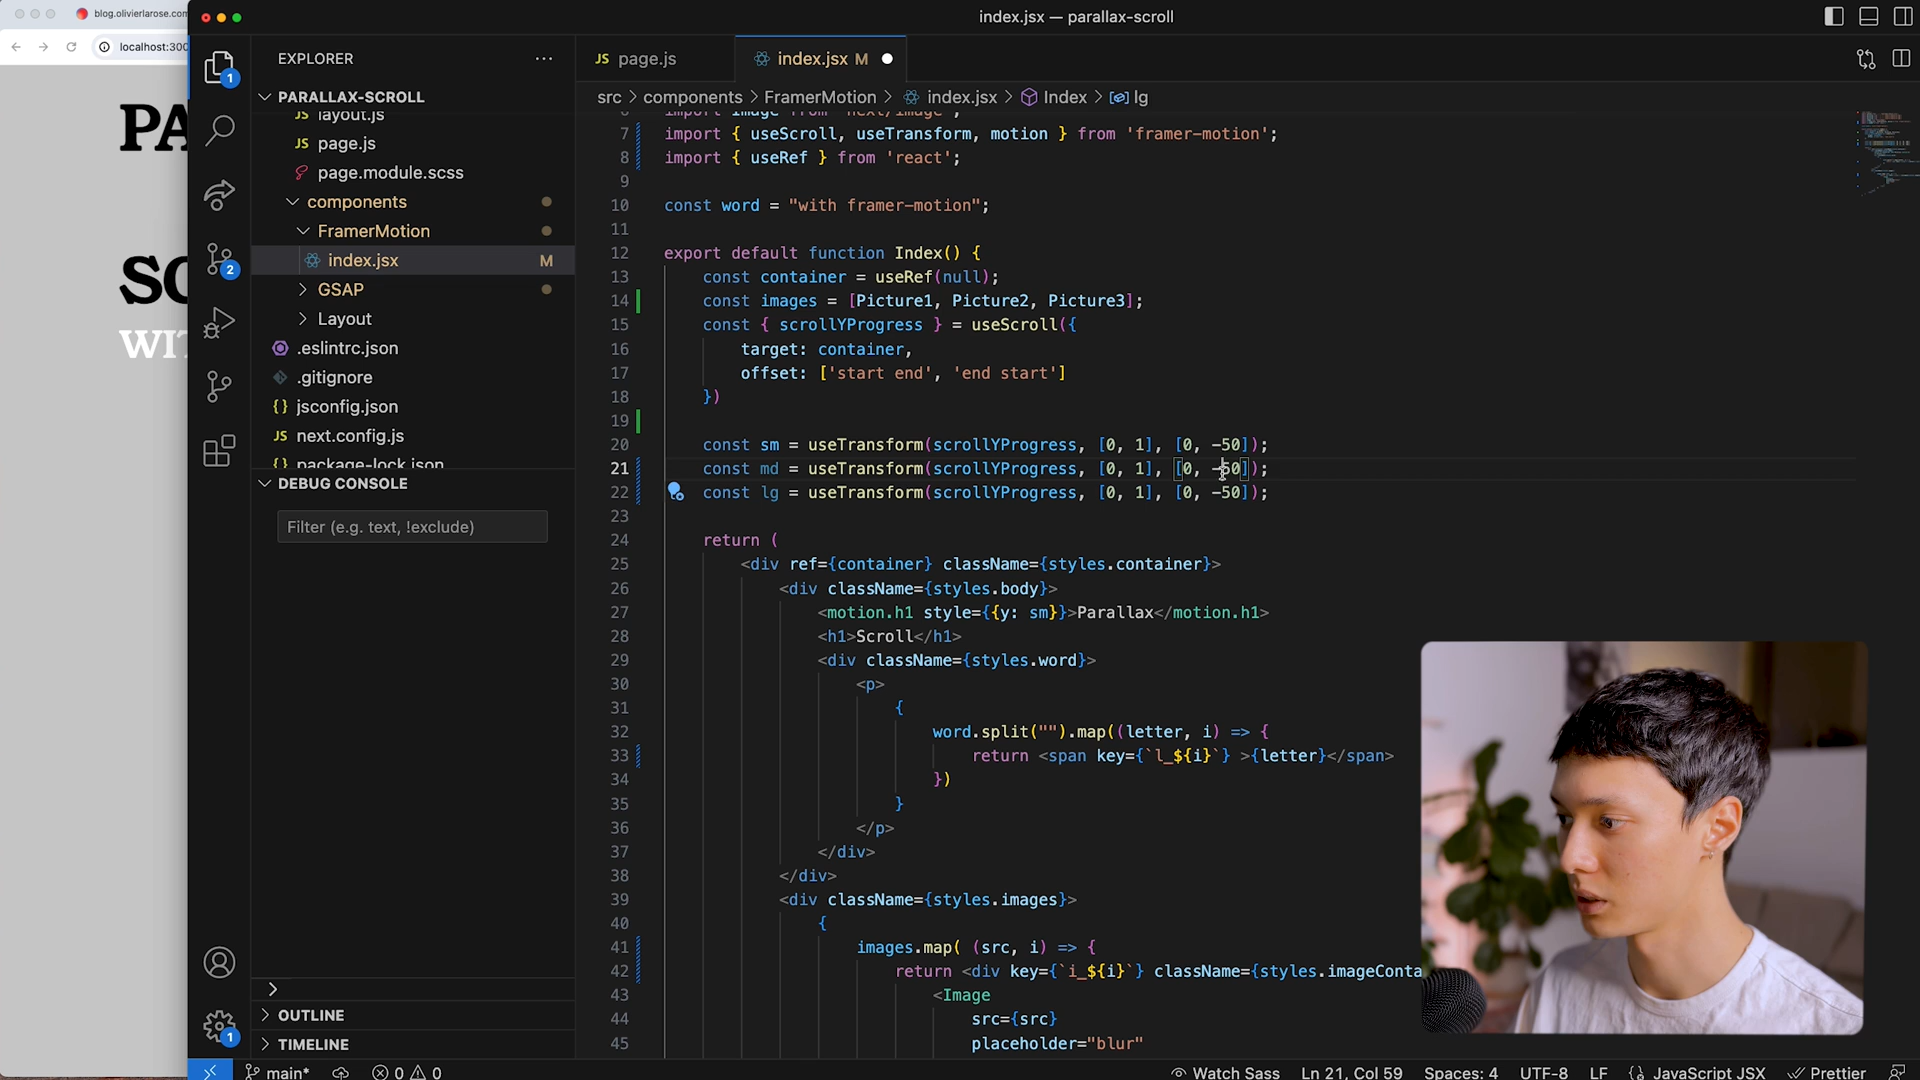 blog.olivierlarose.com
localhost:300
PA
SC
WIT
index.jsx — parallax-scroll
EXPLORER
PARALLAX-SCROLL
layout.js
page.js
page.module.scss
components
FramerMotion
index.jsx M
GSAP
Layout
.eslintrc.json
.gitignore
jsconfig.json
next.config.js
package-lock.json
DEBUG CONSOLE
Filter (e.g. text, !exclude)
OUTLINE
TIMELINE
1
2
1
JS page.js
index.jsx M
src > components > FramerMotion > index.jsx > Index > lg
6 import Image from 'next/image';
7 import { useScroll, useTransform, motion } from 'framer-motion';
8 import { useRef } from 'react';
9
10 const word = "with framer-motion";
11
12 export default function Index() {
13 const container = useRef(null);
14 const images = [Picture1, Picture2, Picture3];
15 const { scrollYProgress } = useScroll({
16 target: container,
17 offset: ['start end', 'end start']
18 })
19
20 const sm = useTransform(scrollYProgress, [0, 1], [0, -50]);
21 const md = useTransform(scrollYProgress, [0, 1], [0, -50]);
22 const lg = useTransform(scrollYProgress, [0, 1], [0, -50]);
23
24 return (
25 <div ref={container} className={styles.container}>
26 <div className={styles.body}>
27 <motion.h1 style={{y: sm}}>Parallax</motion.h1>
28 <h1>Scroll</h1>
29 <div className={styles.word}>
30 <p>
31 {
32 word.split("").map((letter, i) => {
33 return <span key={`l_${i}`} >{letter}</span>
34 })
35 }
36 </p>
37 </div>
38 </div>
39 <div className={styles.images}>
40 {
41 images.map( (src, i) => {
42 return <div key={`i_${i}`} className={styles.imageConta
43 <Image
44 src={src}
45 placeholder="blur"
main* 0 0 Watch Sass Ln 21, Col 59 Spaces: 4 UTF-8 LF {} JavaScript JSX Prettier